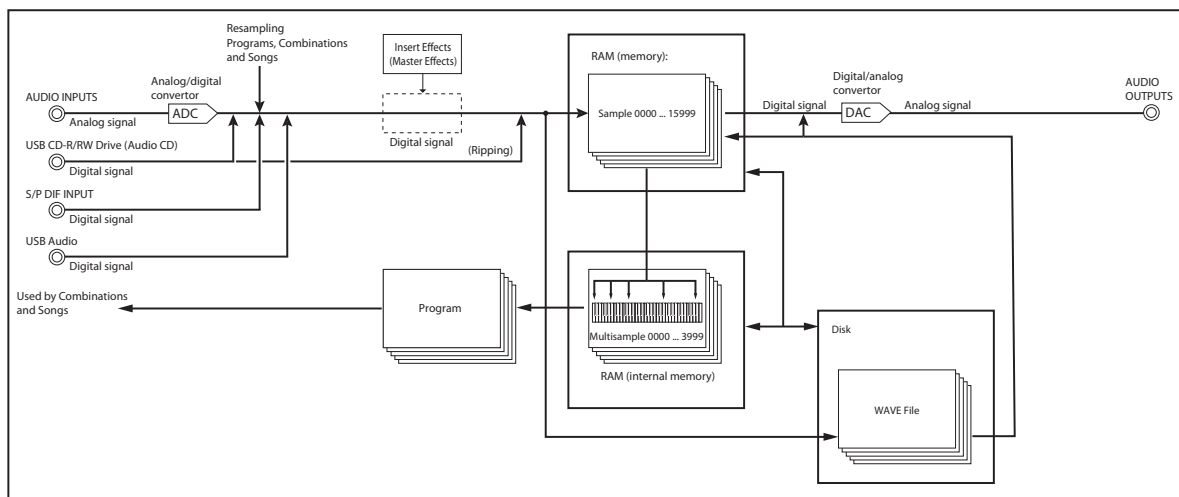 Resampling
Programs, Combinations
and Songs
Insert Effects
(Master Effects)
RAM (memory):
Analog/digital
convertor
Digital/analog
convertor
AUDIO INPUTS
ADC
Analog signal
Sample 0000 ... 15999
Digital signal
DAC
Analog signal
AUDIO
OUTPUTS
Digital signal
USB CD-R/RW Drive (Audio CD)
(Ripping)
Digital signal
S/P DIF INPUT
Digital signal
USB Audio
Digital signal
Used by Combinations
and Songs
Program
Multisample 0000 ... 3999
RAM (internal memory)
Disk
WAVE File